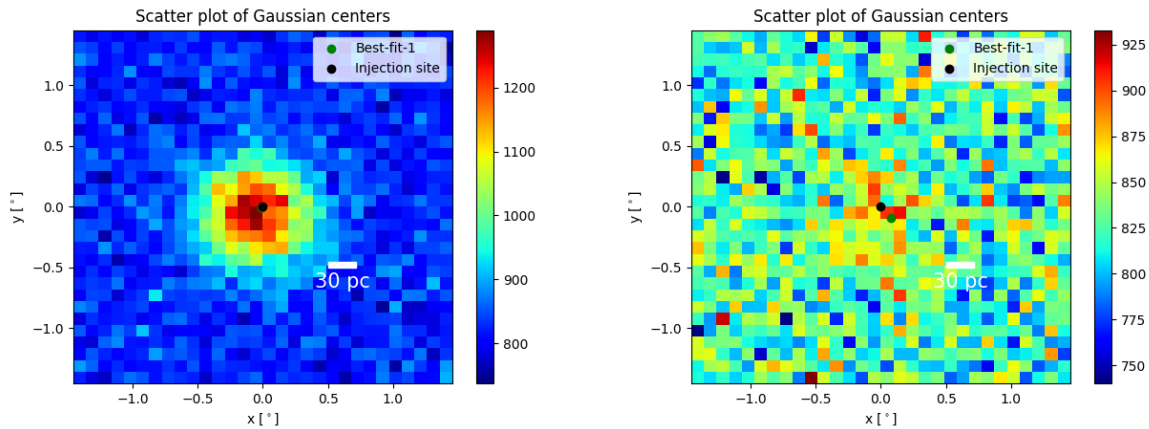 Scatter plot of Gaussian centers
Best-fit-1
Injection site
1.0
0.5
0.0
−0.5
−1.0
y [°]
30 pc
−1.0 −0.5 0.0 0.5 1.0
x [°]
1200
1100
1000
900
800
Scatter plot of Gaussian centers
Best-fit-1
Injection site
1.0
0.5
0.0
−0.5
−1.0
y [°]
30 pc
−1.0 −0.5 0.0 0.5 1.0
x [°]
925
900
875
850
825
800
775
750